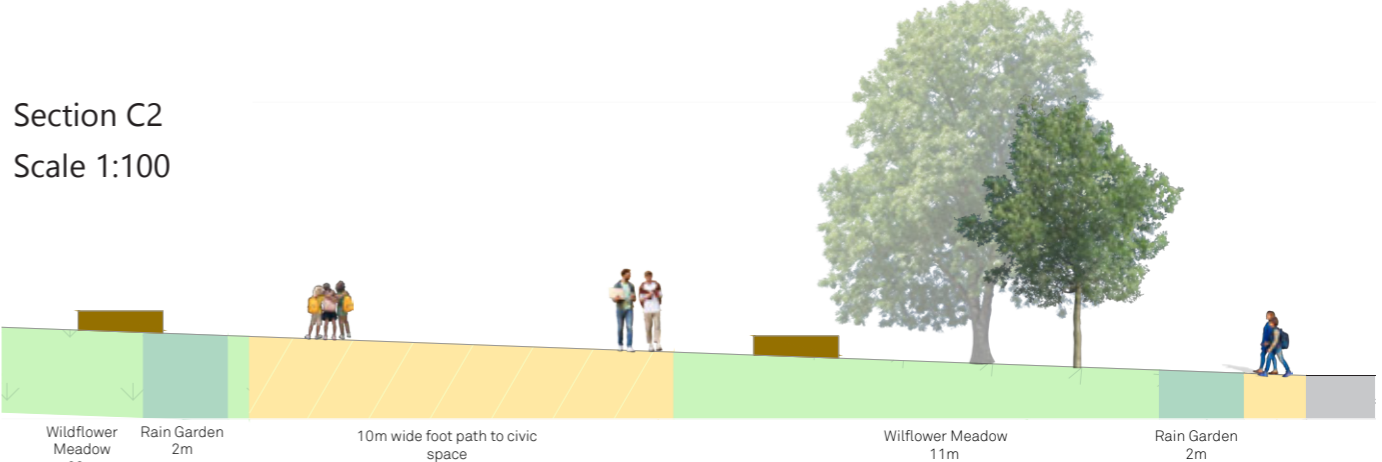 Section C2
Scale 1:100
Wildflower
Meadow
Rain Garden
2m
10m wide foot path to civic
space
Wilflower Meadow
11m
Rain Garden
2m